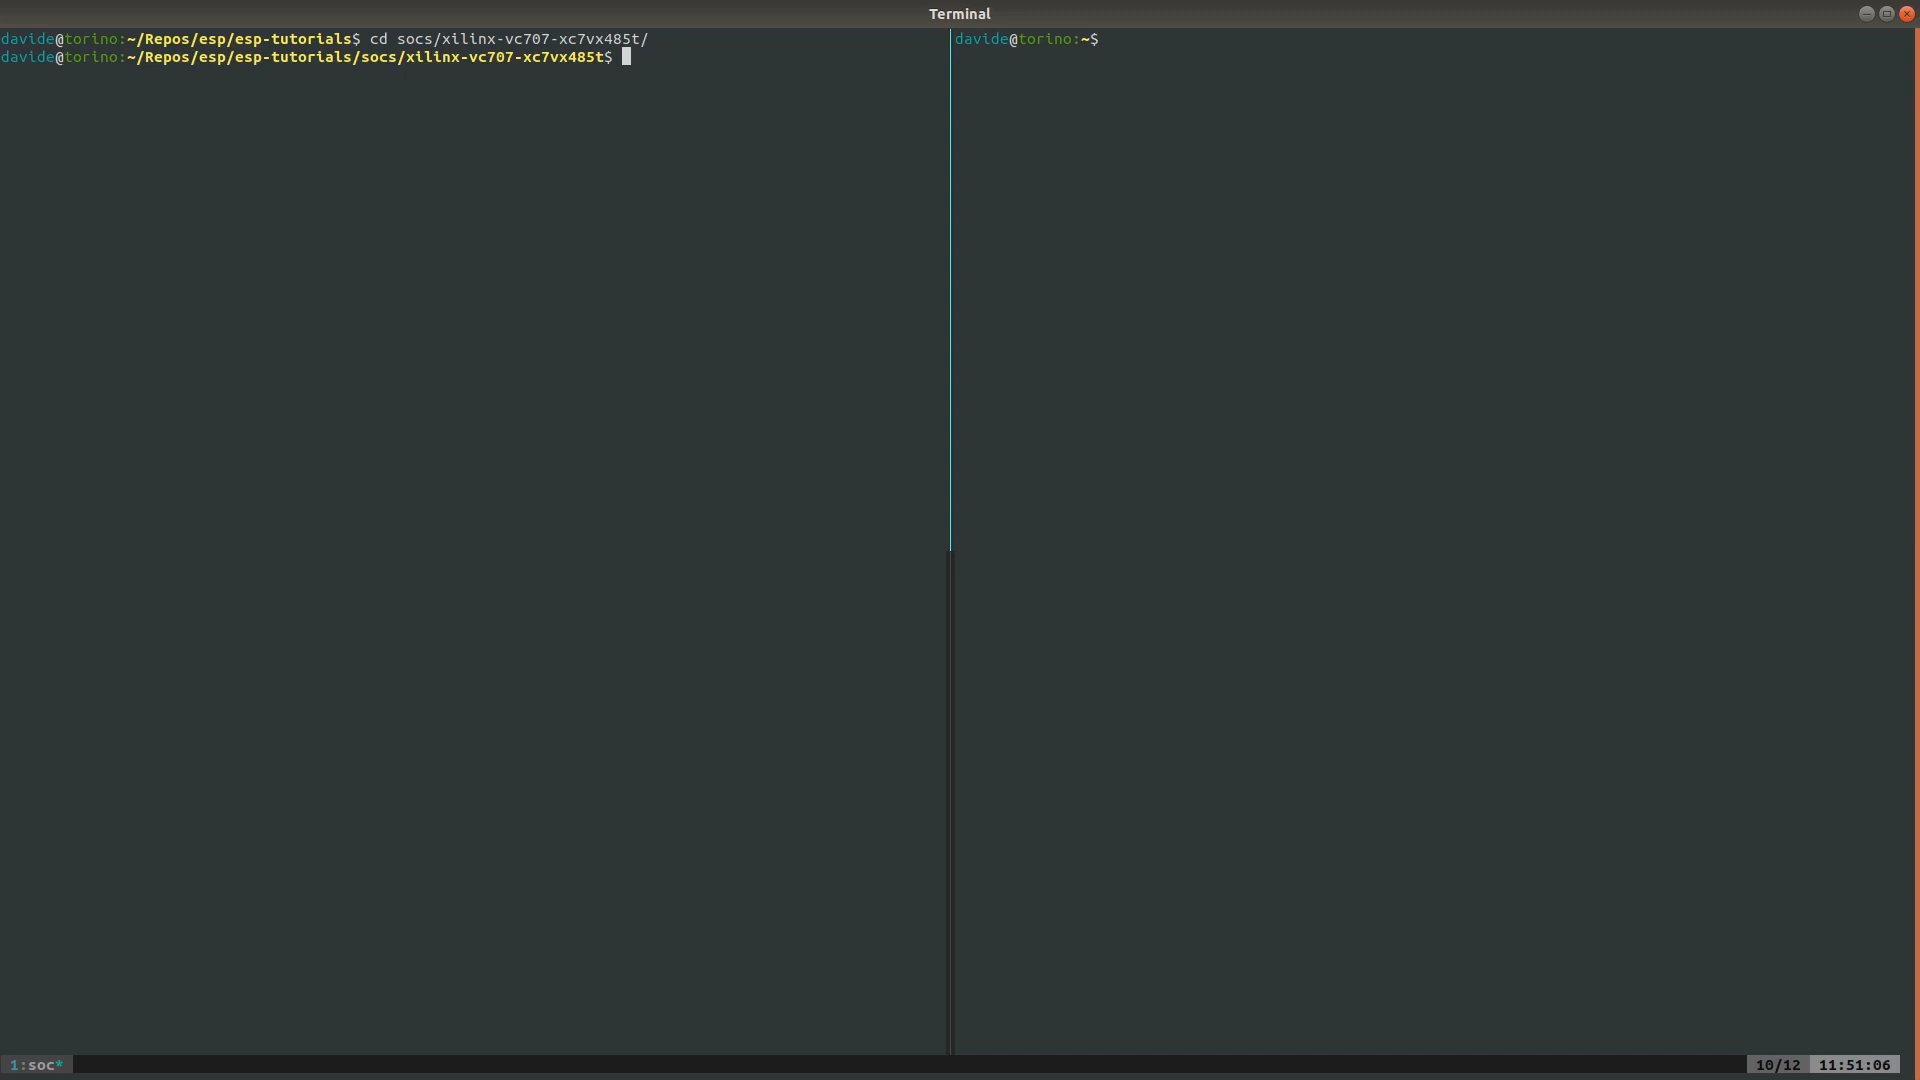 Terminal
davide@torino:~/Repos/esp/esp-tutorials$ cd socs/xilinx-vc707-xc7vx485t/
davide@torino:~/Repos/esp/esp-tutorials/socs/xilinx-vc707-xc7vx485t$
davide@torino:~$
1:soc*
10/12 11:51:06